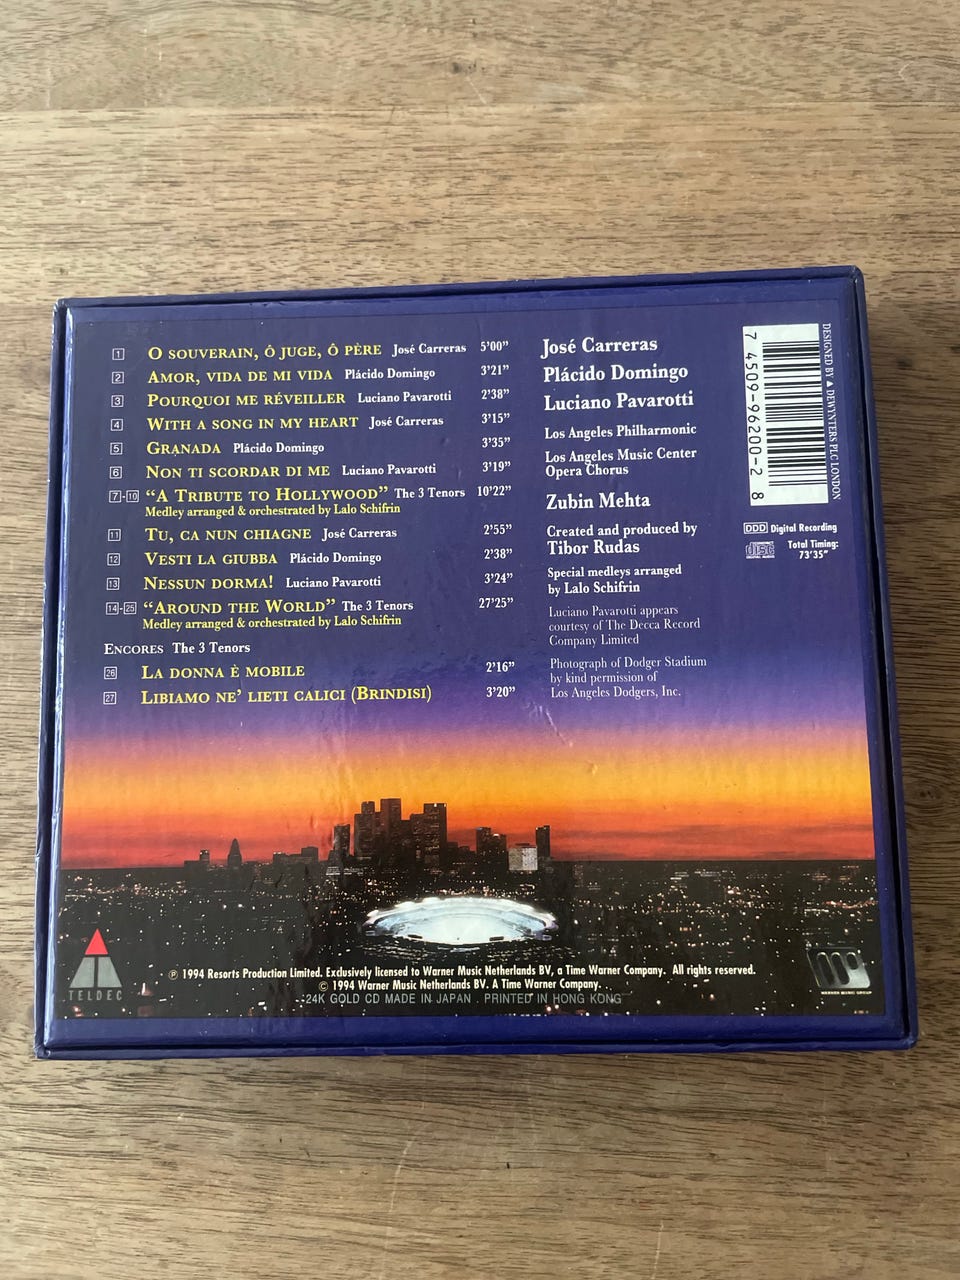 1 O SOUVERAIN, Ô JUGE, Ô PÈRE José Carreras 5'00"
2 AMOR, VIDA DE MI VIDA Plácido Domingo 3'21"
3 POURQUOI ME RÉVEILLER Luciano Pavarotti 2'38"
4 WITH A SONG IN MY HEART José Carreras 3'15"
5 GRANADA Plácido Domingo 3'35"
6 NON TI SCORDAR DI ME Luciano Pavarotti 3'19"
7-10 "A TRIBUTE TO HOLLYWOOD" The 3 Tenors 10'22"
Medley arranged & orchestrated by Lalo Schifrin
11 TU, CA NUN CHIAGNE José Carreras 2'55"
12 VESTI LA GIUBBA Plácido Domingo 2'38"
13 NESSUN DORMA! Luciano Pavarotti 3'24"
14-25 "AROUND THE WORLD" The 3 Tenors 27'25"
Medley arranged & orchestrated by Lalo Schifrin
ENCORES The 3 Tenors
26 LA DONNA È MOBILE 2'16"
27 LIBIAMO NE' LIETI CALICI (BRINDISI) 3'20"
José Carreras
Plácido Domingo
Luciano Pavarotti
Los Angeles Philharmonic
Los Angeles Music Center
Opera Chorus
Zubin Mehta
Created and produced by
Tibor Rudas
Special medleys arranged
by Lalo Schifrin
Luciano Pavarotti appears
courtesy of The Decca Record
Company Limited
Photograph of Dodger Stadium
by kind permission of
Los Angeles Dodgers, Inc.
7 4509-96200-2 8
DESIGNED BY ▲ DEWYNTERS PLC LONDON
DDD Digital Recording
COMPACT disc DIGITAL AUDIO
Total Timing:
73'35"
℗ 1994 Resorts Production Limited. Exclusively licensed to Warner Music Netherlands BV, a Time Warner Company. All rights reserved.
© 1994 Warner Music Netherlands BV. A Time Warner Company.
24K GOLD CD MADE IN JAPAN . PRINTED IN HONG KONG
TELDEC
WARNER MUSIC GROUP